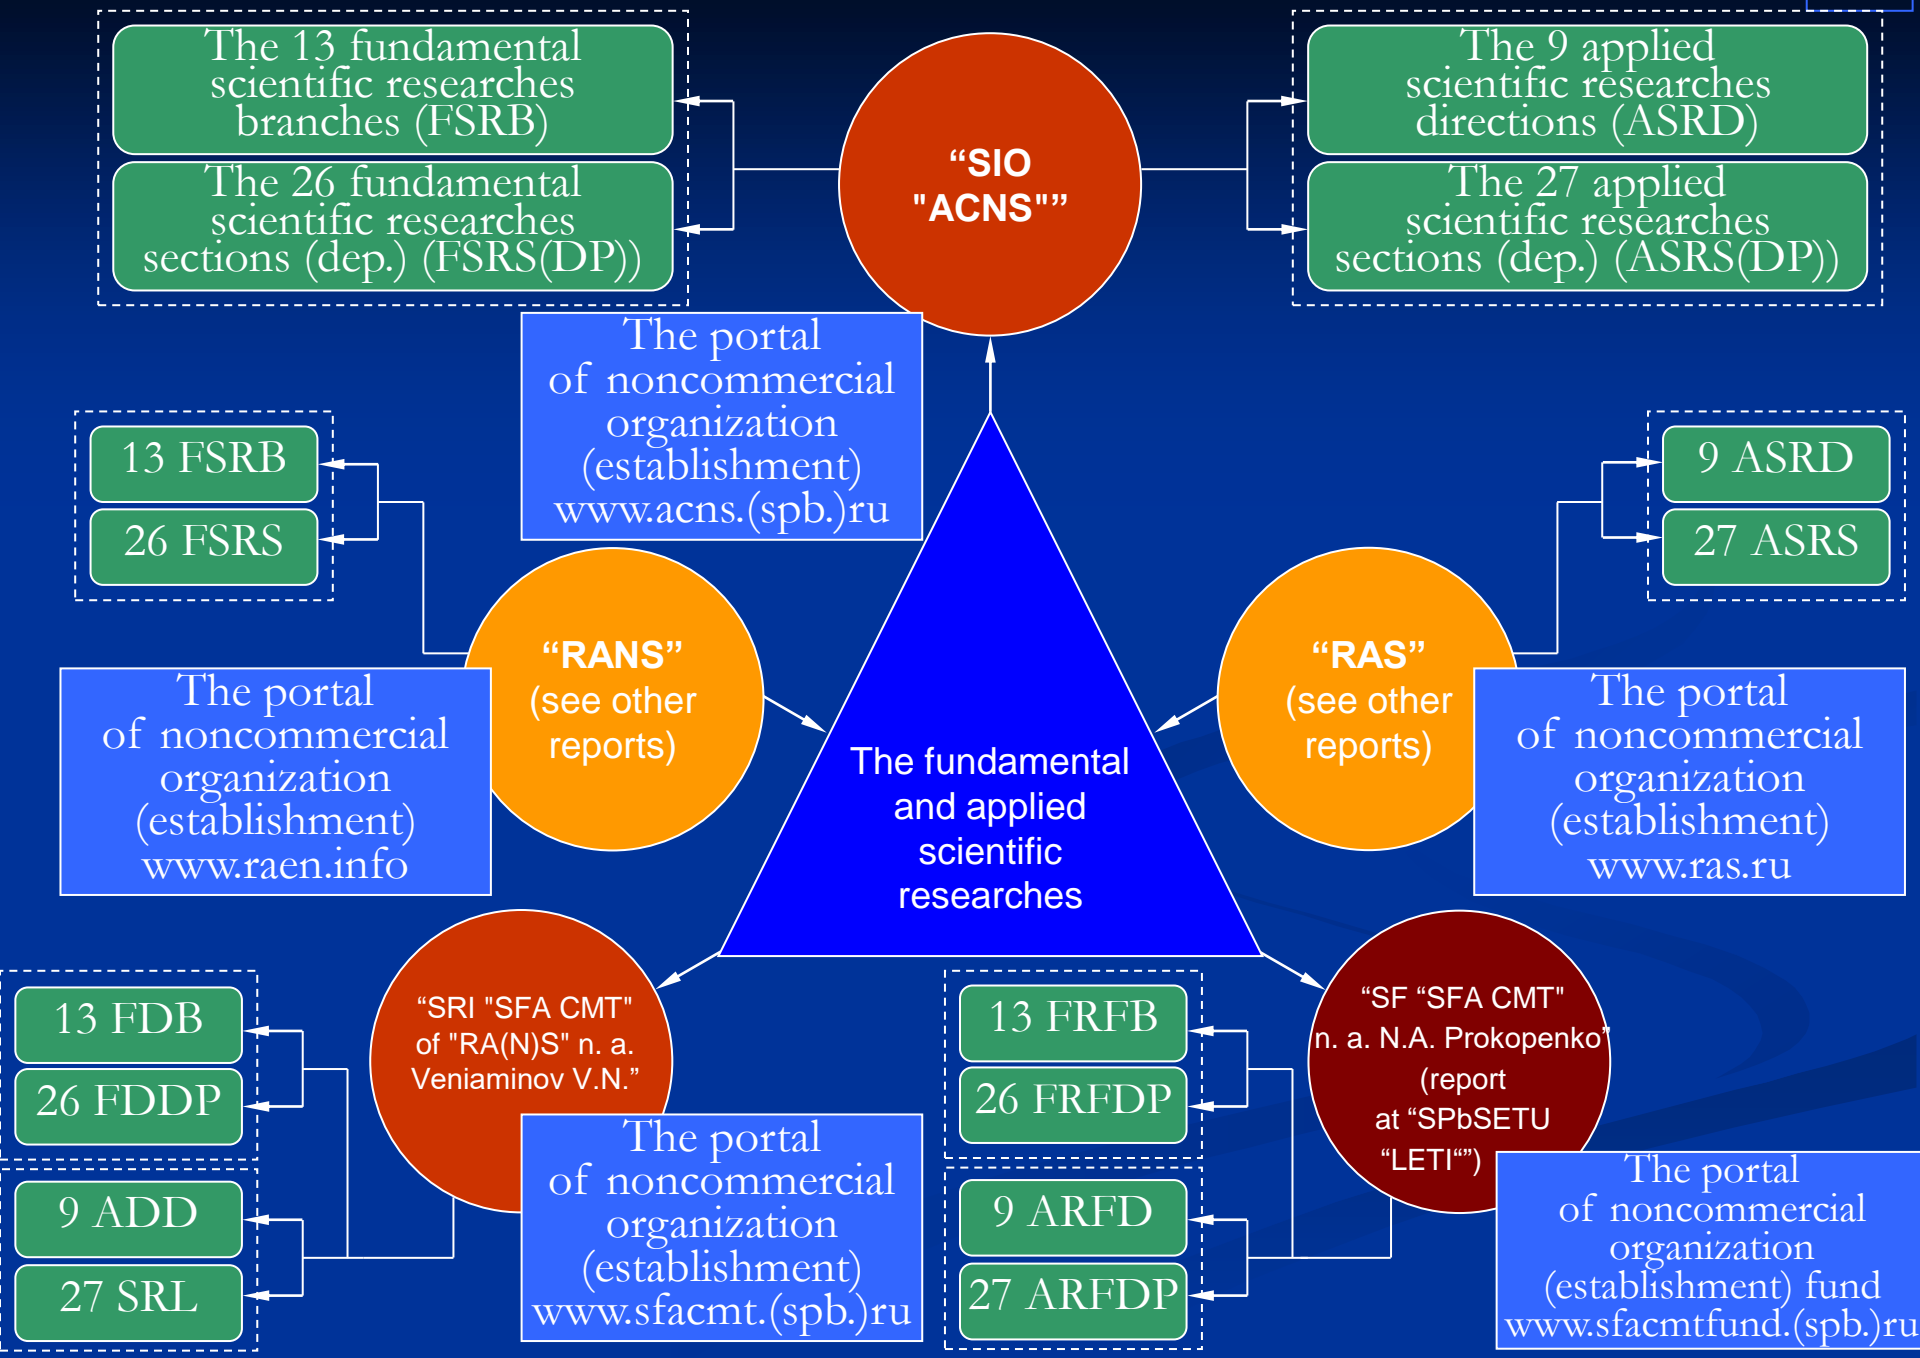 The 13 fundamental
scientific researches
branches (FSRB)
The 26 fundamental
scientific researches
sections (dep.) (FSRS(DP))
“SIO
"ACNS"”
The 9 applied
scientific researches
directions (ASRD)
The 27 applied
scientific researches
sections (dep.) (ASRS(DP))
The portal
of noncommercial
organization
(establishment)
www.acns.(spb.)ru
13 FSRB
26 FSRS
9 ASRD
27 ASRS
“RANS”
(see other
reports)
The portal
of noncommercial
organization
(establishment)
www.raen.info
“RAS”
(see other
reports)
The portal
of noncommercial
organization
(establishment)
www.ras.ru
The fundamental
and applied
scientific
researches
13 FDB
26 FDDP
9 ADD
27 SRL
“SRI "SFA CMT"
of "RA(N)S" n. a.
Veniaminov V.N.”
The portal
of noncommercial
organization
(establishment)
www.sfacmt.(spb.)ru
13 FRFB
26 FRFDP
9 ARFD
27 ARFDP
“SF “SFA CMT"
n. a. N.A. Prokopenko”
(report
at “SPbSETU
“LETI“”)
The portal
of noncommercial
organization
(establishment) fund
www.sfacmtfund.(spb.)ru